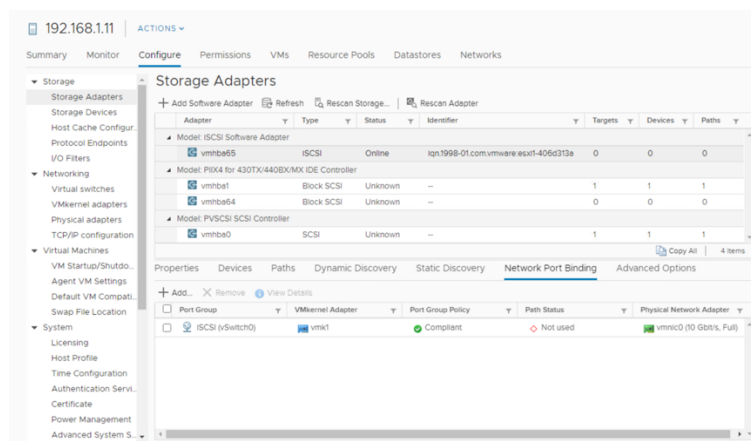 192.168.1.11 ACTIONS
Summary Monitor Configure Permissions VMs Resource Pools Datastores Networks
Storage
Storage Adapters
Storage Devices
Host Cache Configur..
Protocol Endpoints
I/O Filters
Networking
Virtual switches
VMkernel adapters
Physical adapters
TCP/IP configuration
Virtual Machines
VM Startup/Shutdo..
Agent VM Settings
Default VM Compati..
Swap File Location
System
Licensing
Host Profile
Time Configuration
Authentication Servi..
Certificate
Power Management
Advanced System S..
Storage Adapters
+ Add Software Adapter Refresh Rescan Storage... Rescan Adapter
Adapter Type Status Identifier Targets Devices Paths
Model: iSCSI Software Adapter
vmhba65 iSCSI Online iqn.1998-01.com.vmware:esxi1-406d313a 0 0 0
Model: PIIX4 for 430TX/440BX/MX IDE Controller
vmhba1 Block SCSI Unknown -- 1 1 1
vmhba64 Block SCSI Unknown -- 0 0 0
Model: PVSCSI SCSI Controller
vmhba0 SCSI Unknown -- 1 1 1
Copy All 4 items
Properties Devices Paths Dynamic Discovery Static Discovery Network Port Binding Advanced Options
+ Add... Remove View Details
Port Group VMkernel Adapter Port Group Policy Path Status Physical Network Adapter
iSCSI (vSwitch0) vmk1 Compliant Not used vmnic0 (10 Gbit/s, Full)